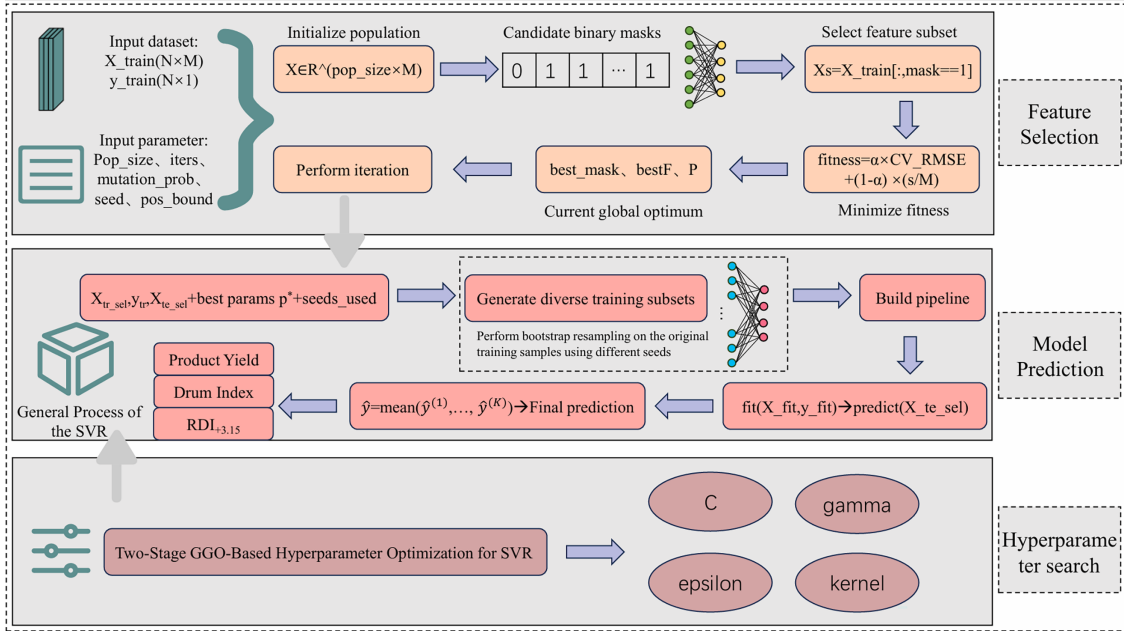 Input dataset:
X_train(N×M)
y_train(N×1)
Input parameter:
Pop_size、iters、
mutation_prob、
seed、pos_bound
Initialize population
X∈R^(pop_size×M)
Candidate binary masks
0 1 1 ··· 1
Select feature subset
Xs=X_train[:,mask==1]
fitness=α×CV_RMSE
+(1-α) ×(s/M)
Minimize fitness
best_mask、bestF、P
Current global optimum
Perform iteration
Feature
Selection
X_tr_sel,y_tr,X_te_sel+best params p*+seeds_used
Generate diverse training subsets
Perform bootstrap resampling on the original
training samples using different seeds
...
Build pipeline
fit(X_fit,y_fit)→predict(X_te_sel)
ŷ=mean(ŷ^(1),..., ŷ^(K))→Final prediction
Product Yield
Drum Index
RDI+3.15
General Process of
the SVR
Model
Prediction
Two-Stage GGO-Based Hyperparameter Optimization for SVR
C
gamma
epsilon
kernel
Hyperparame
ter search